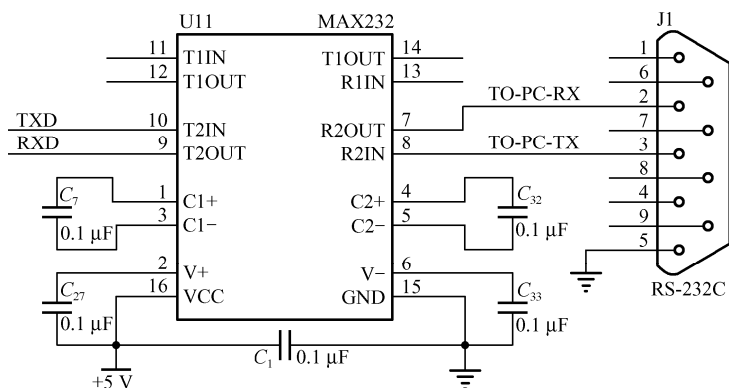 U11 MAX232 J1
11 T1IN T1OUT 14 1
12 T1OUT R1IN 13 6
TO-PC-RX 2
TXD 10 T2IN R2OUT 7 7
RXD 9 T2OUT R2IN 8 TO-PC-TX 3
8
C7 1 C1+ C2+ 4 C32 4
0.1 μF 3 C1− C2− 5 0.1 μF 9
5
2 V+ V− 6
C27 16 VCC GND 15 C33 RS-232C
0.1 μF 0.1 μF
C1 0.1 μF
+5 V